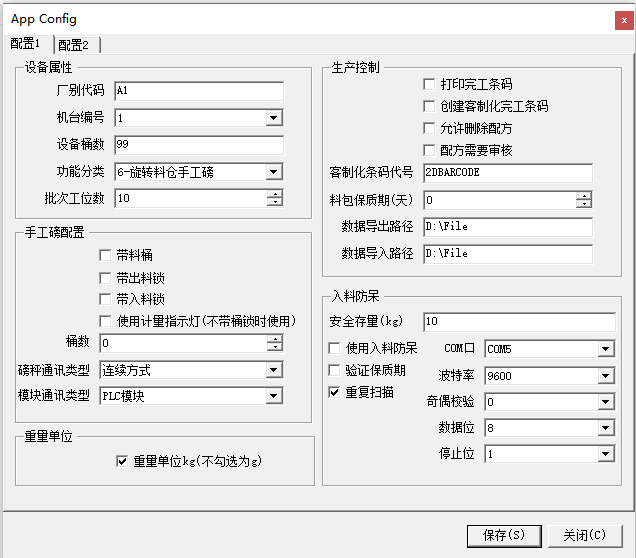 App Config
x
配置1
配置2
设备属性
厂别代码 A1
机台编号 1
设备桶数 99
功能分类 6-旋转料仓手工磅
批次工位数 10
手工磅配置
带料桶
带出料锁
带入料锁
使用计量指示灯(不带桶锁时使用)
桶数 0
磅秤通讯类型 连续方式
模块通讯类型 PLC模块
重量单位
重量单位kg(不勾选为g)
生产控制
打印完工条码
创建客制化完工条码
允许删除配方
配方需要审核
客制化条码代号 2DBARCODE
料包保质期(天) 0
数据导出路径 D:\File
数据导入路径 D:\File
入料防呆
安全存量(kg) 10
使用入料防呆 COM口 COM5
验证保质期 波特率 9600
重复扫描 奇偶校验 0
数据位 8
停止位 1
保存(S) 关闭(C)